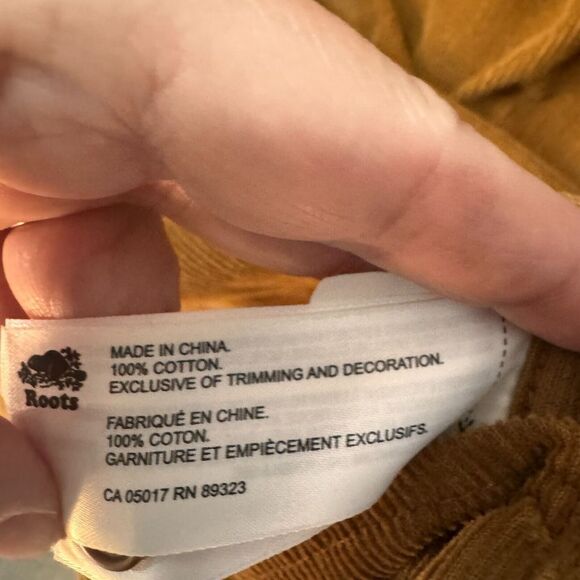 MADE IN CHINA.
100% COTTON.
EXCLUSIVE OF TRIMMING AND DECORATION.
Roots
FABRIQUÉ EN CHINE.
100% COTON.
GARNITURE ET EMPIÈCEMENT EXCLUSIFS.
CA 05017 RN 89323